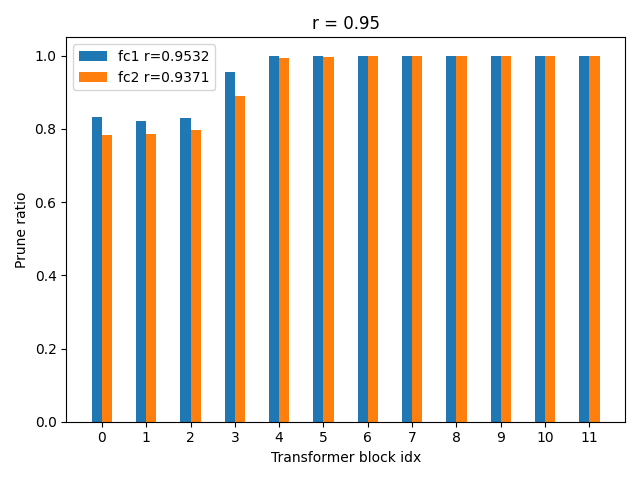 r = 0.95
fc1 r=0.9532
fc2 r=0.9371
Prune ratio
1.0
0.8
0.6
0.4
0.2
0.0
0 1 2 3 4 5 6 7 8 9 10 11
Transformer block idx